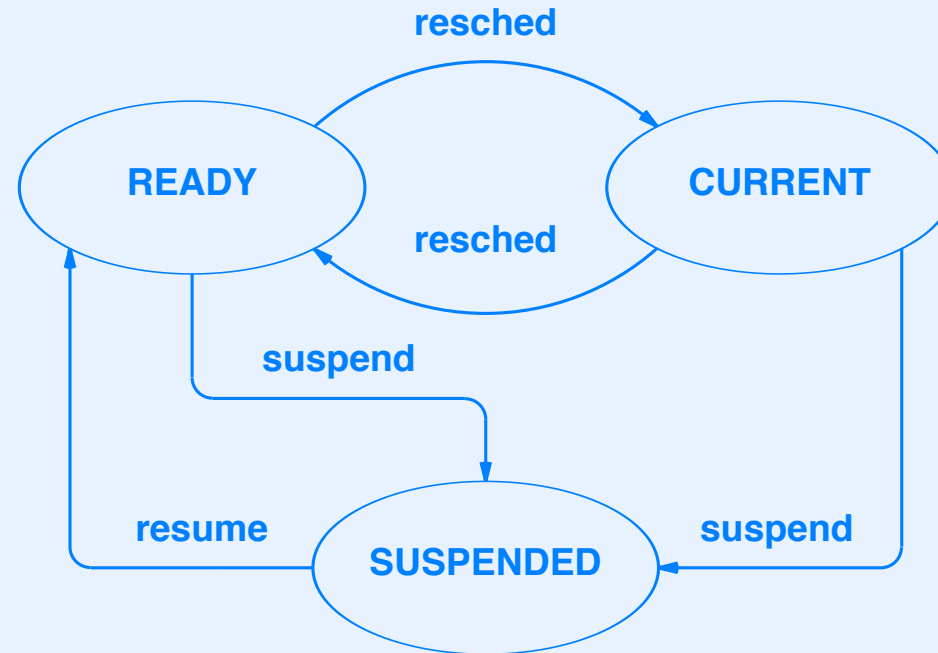 resched
READY
CURRENT
resched
suspend
resume
suspend
SUSPENDED